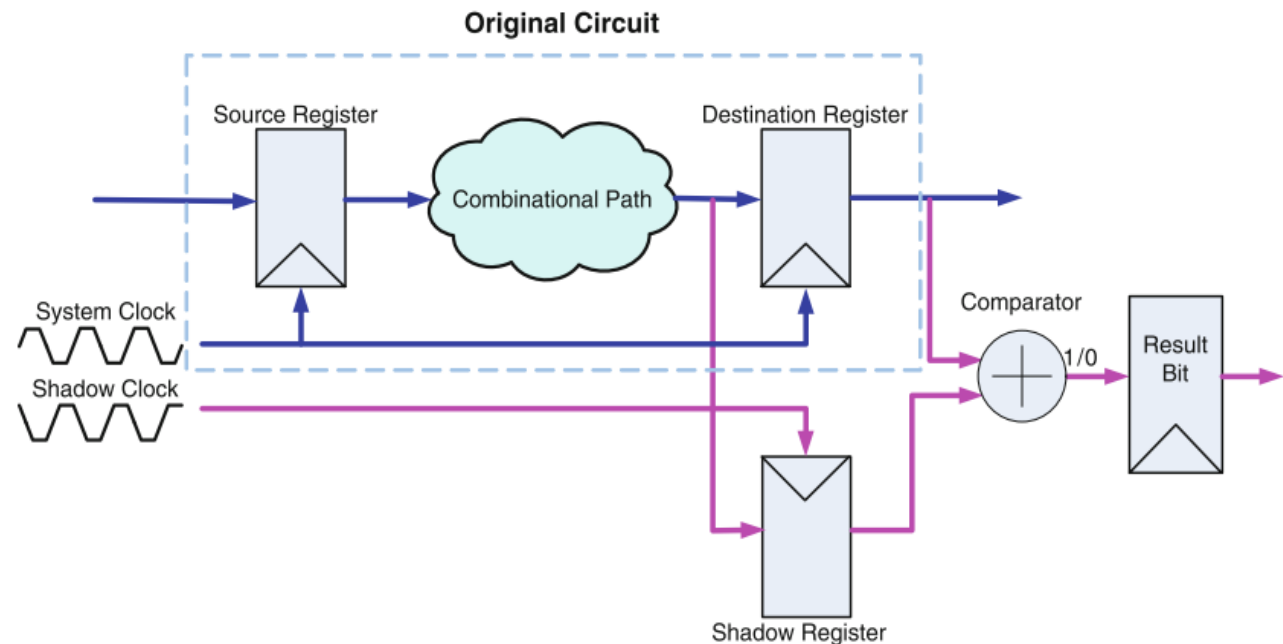 Original Circuit
Source Register
Destination Register
Combinational Path
System Clock
Shadow Clock
Comparator
1/0
Result
Bit
Shadow Register